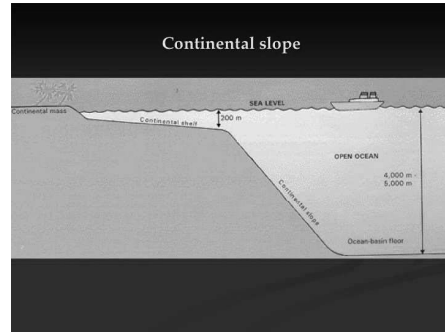 Continental slope
SEA LEVEL
Continental mass
Continental shelf
200 m
OPEN OCEAN
4,000 m -
5,000 m
Continental slope
Ocean-basin floor